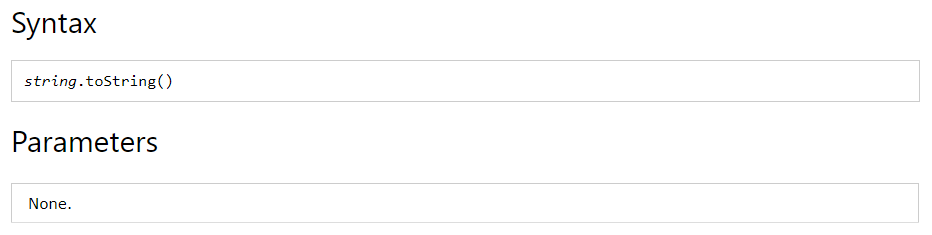 Syntax
string.toString()
Parameters
None.